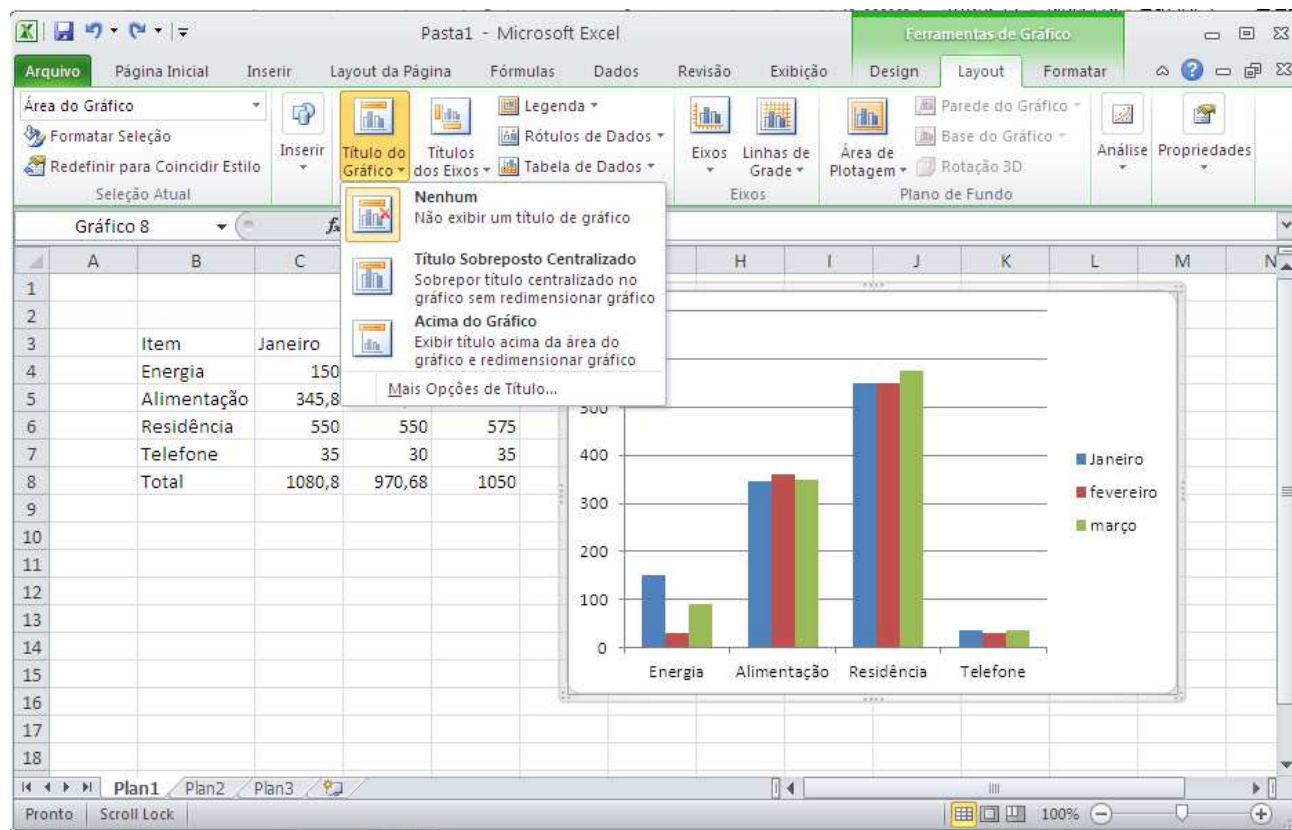 Pasta1 - Microsoft Excel
Ferramentas de Gráfico
Arquivo Página Inicial Inserir Layout da Página Fórmulas Dados Revisão Exibição Design Layout Formatar
Área do Gráfico
Formatar Seleção
Redefinir para Coincidir Estilo
Seleção Atual
Inserir
Título do
Gráfico
Títulos
dos Eixos
Legenda
Rótulos de Dados
Tabela de Dados
Eixos
Linhas de
Grade
Eixos
Área de
Plotagem
Parede do Gráfico
Base do Gráfico
Rotação 3D
Plano de Fundo
Análise
Propriedades
Nenhum
Não exibir um título de gráfico
Título Sobreposto Centralizado
Sobrepor título centralizado no
gráfico sem redimensionar gráfico
Acima do Gráfico
Exibir título acima da área do
gráfico e redimensionar gráfico
Mais Opções de Título...
Gráfico 8
A B C H I J K L M N
1
2
3 Item Janeiro
4 Energia 150
5 Alimentação 345,8
6 Residência 550 550 575
7 Telefone 35 30 35
8 Total 1080,8 970,68 1050
9
10
11
12
13
14
15
16
17
18
500
400
300
200
100
0
Energia Alimentação Residência Telefone
Janeiro
fevereiro
março
Plan1 Plan2 Plan3
Pronto Scroll Lock 100%